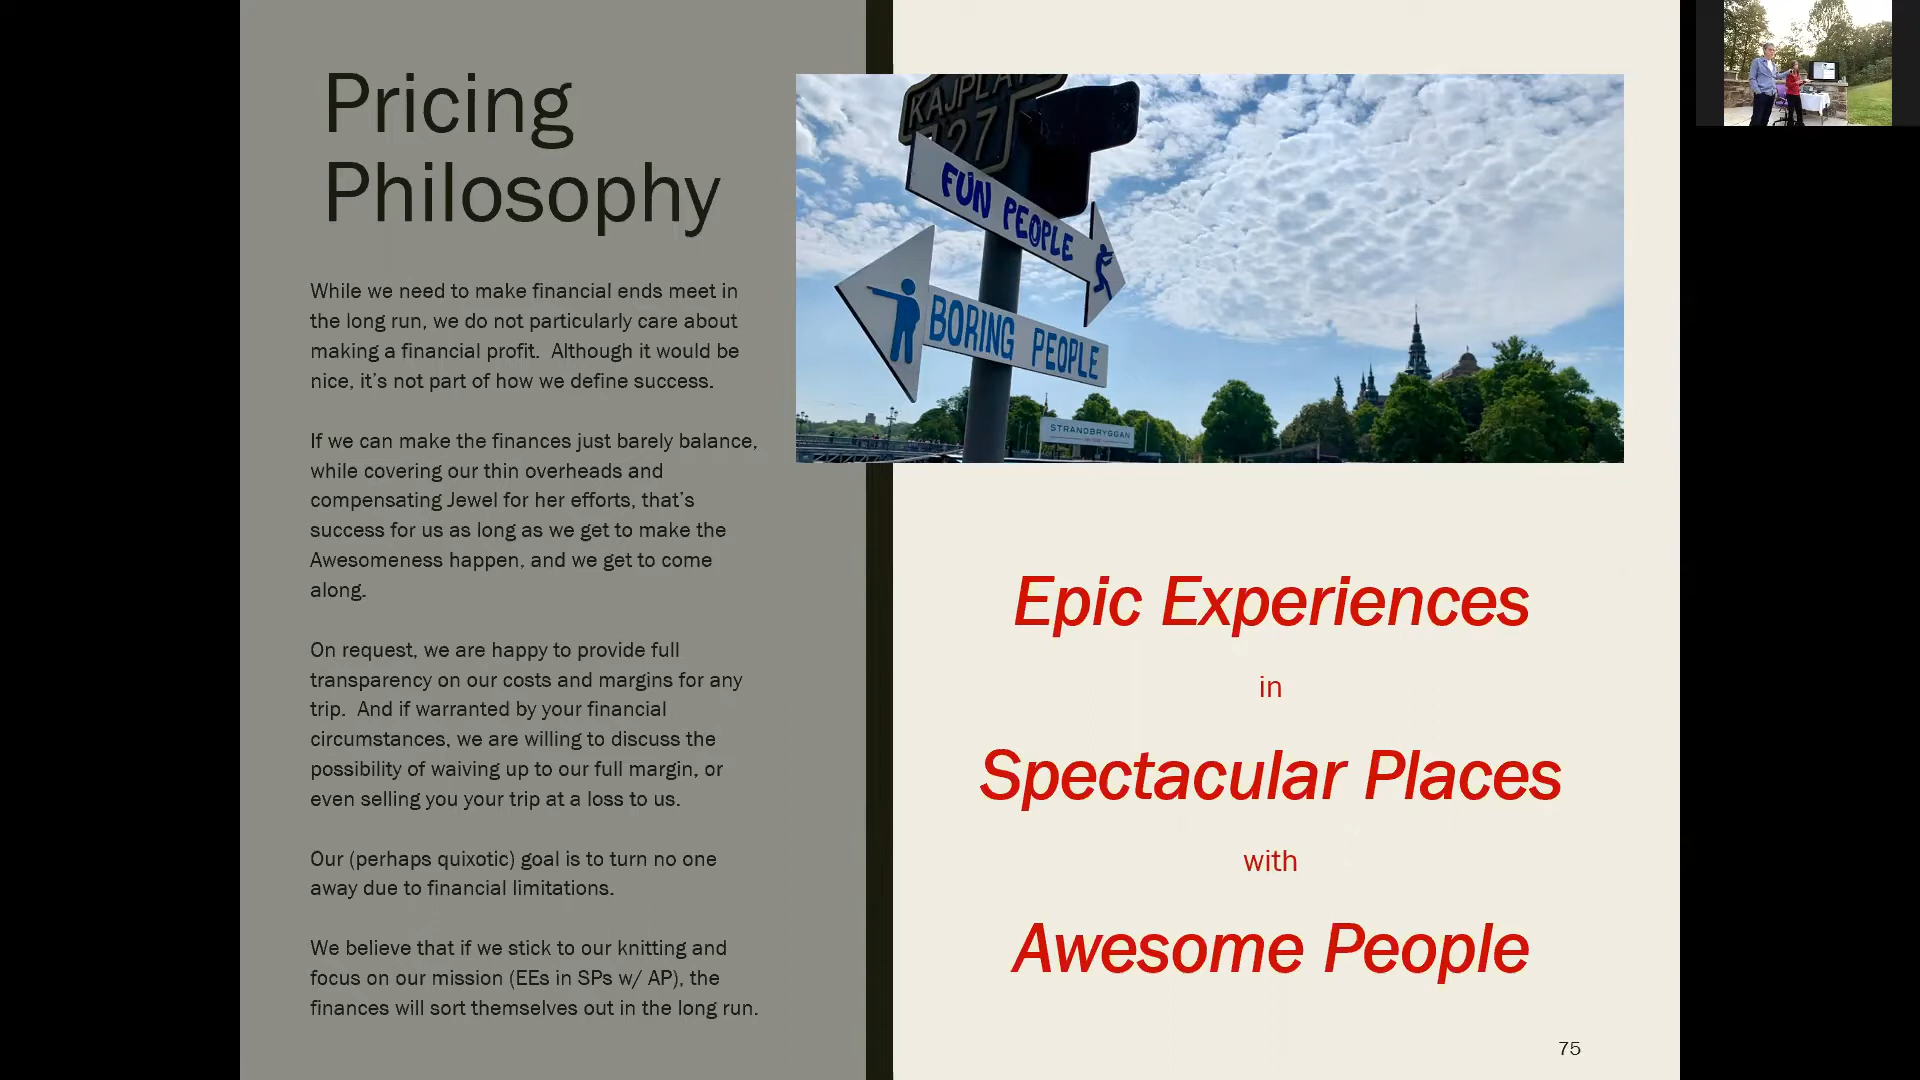 Pricing
Philosophy
While we need to make financial ends meet in
the long run, we do not particularly care about
making a financial profit.  Although it would be
nice, it’s not part of how we define success.
If we can make the finances just barely balance,
while covering our thin overheads and
compensating Jewel for her efforts, that’s
success for us as long as we get to make the
Awesomeness happen, and we get to come
along.
On request, we are happy to provide full
transparency on our costs and margins for any
trip.  And if warranted by your financial
circumstances, we are willing to discuss the
possibility of waiving up to our full margin, or
even selling you your trip at a loss to us.
Our (perhaps quixotic) goal is to turn no one
away due to financial limitations.
We believe that if we stick to our knitting and
focus on our mission (EEs in SPs w/ AP), the
finances will sort themselves out in the long run.
KAJPLA
27
FUN PEOPLE
BORING PEOPLE
STRANDBRYGGAN
Epic Experiences
in
Spectacular Places
with
Awesome People
75